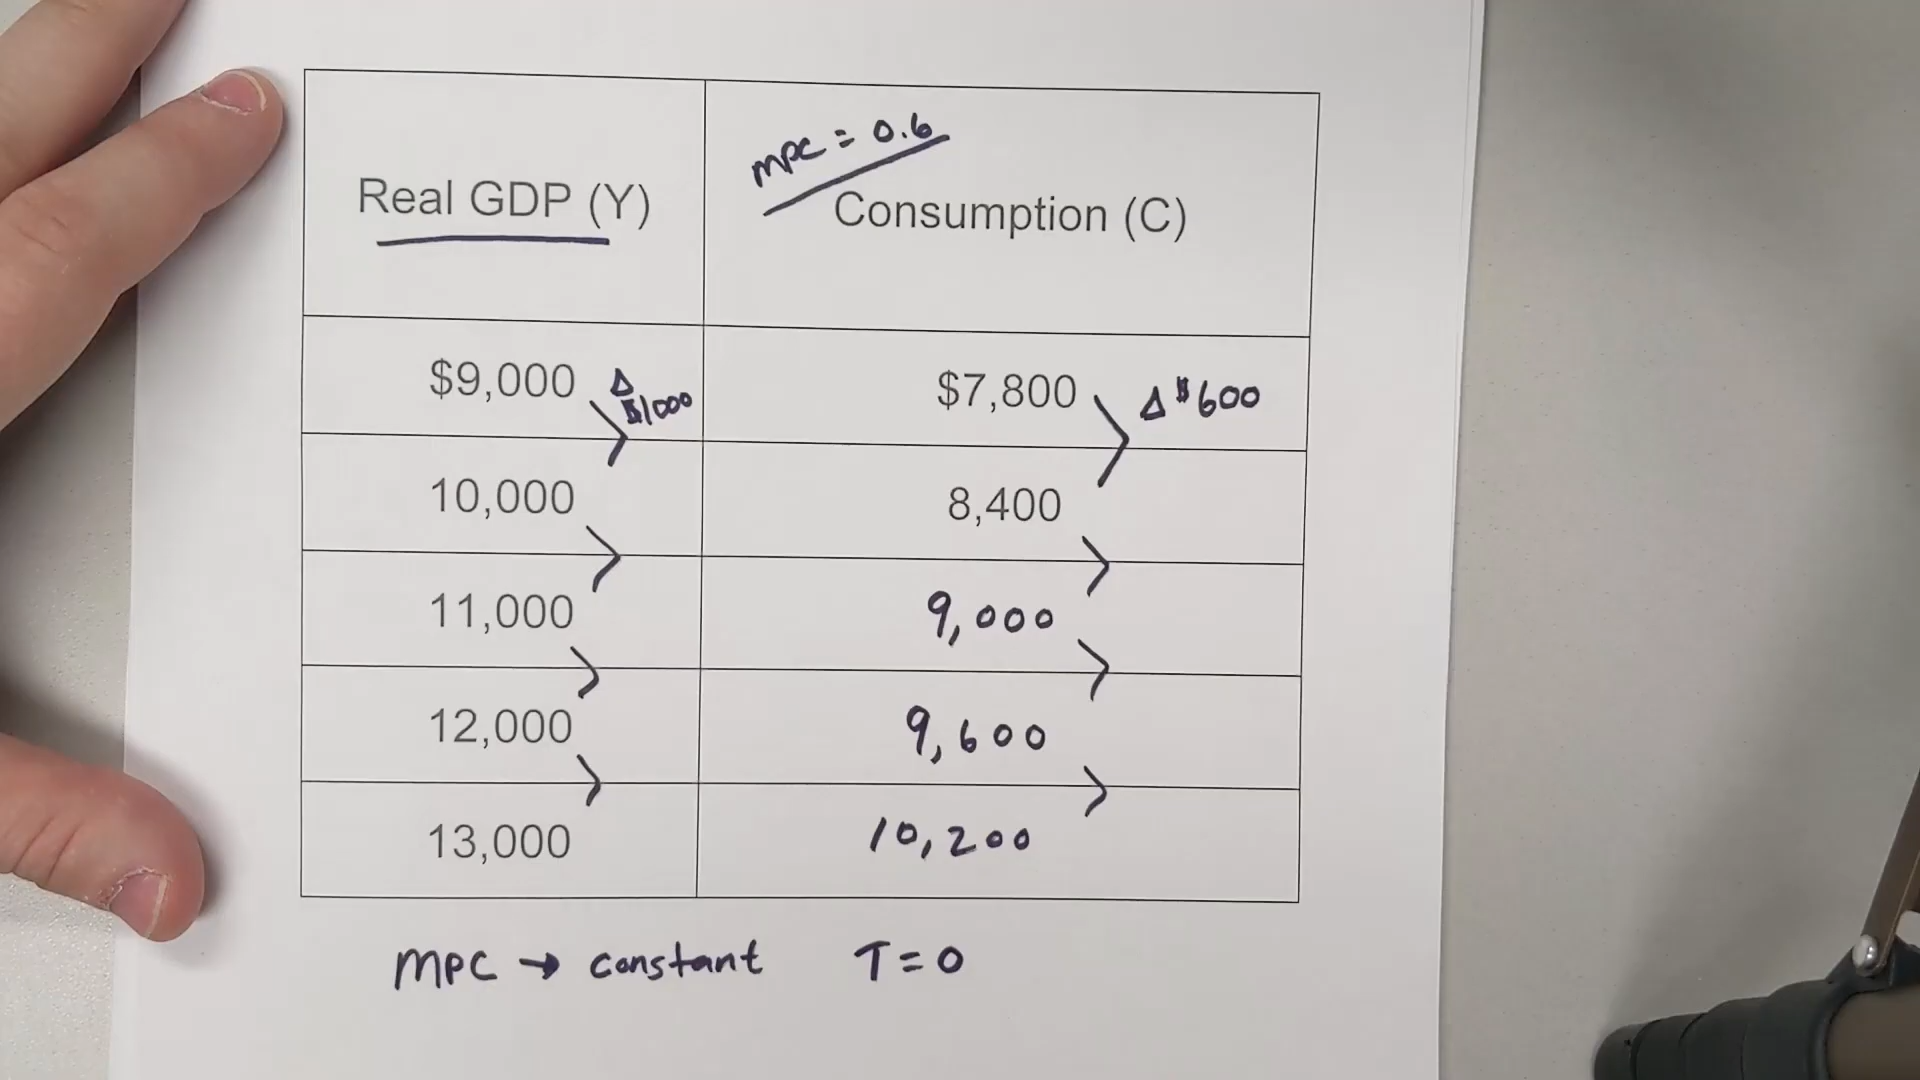 mpc = 0.6
Real GDP (Y)
Consumption (C)
$9,000
Δ
$1000
$7,800
Δ $600
10,000
8,400
11,000
9,000
12,000
9,600
13,000
10,200
mpc → constant T = 0